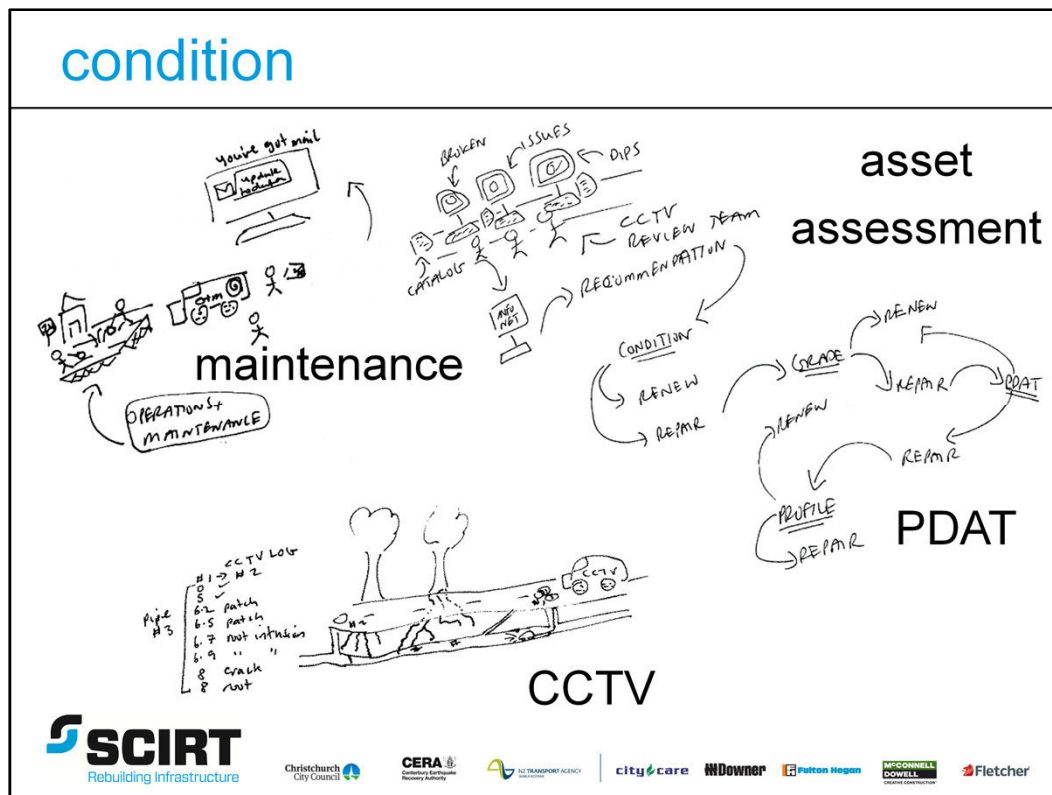 condition
you've got mail
update
BROKEN
ISSUES
DIPS
asset
assessment
CCTV
REVIEW TEAM
CATALOG
RECOMMENDATION
INFO
NET
maintenance
OPERATIONS+
MAINTENANCE
CONDITION
RENEW
REPAIR
GRADE
RENEW
REPAIR
PDAT
REPAIR
RENEW
PROFILE
REPAIR
PDAT
CCTV LOG
#1 → #2
Pipe
#3
0 ✓
5 ✓
6.2 patch
6.5 patch
6.7 root intrusion
6.9 " "
8 crack
8 root
CCTV
CCTV
SCIRT
Rebuilding Infrastructure
Christchurch
City Council
CERA
Canterbury Earthquake
Recovery Authority
NZ TRANSPORT AGENCY
WAKA KOTAHI
city care
Downer
Fulton Hogan
McCONNELL
DOWELL
CREATIVE CONSTRUCTION
Fletcher